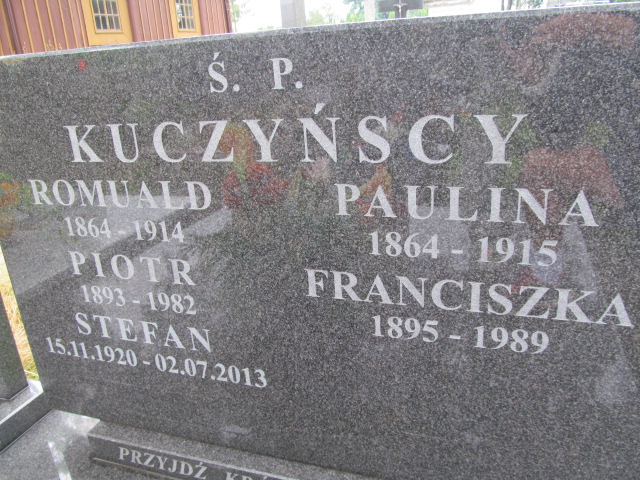 Ś. P.
KUCZYŃSCY
ROMUALD
1864 - 1914
PIOTR
1893 - 1982
STEFAN
15.11.1920 - 02.07.2013
PAULINA
1864 - 1915
FRANCISZKA
1895 - 1989
PRZYJDŹ